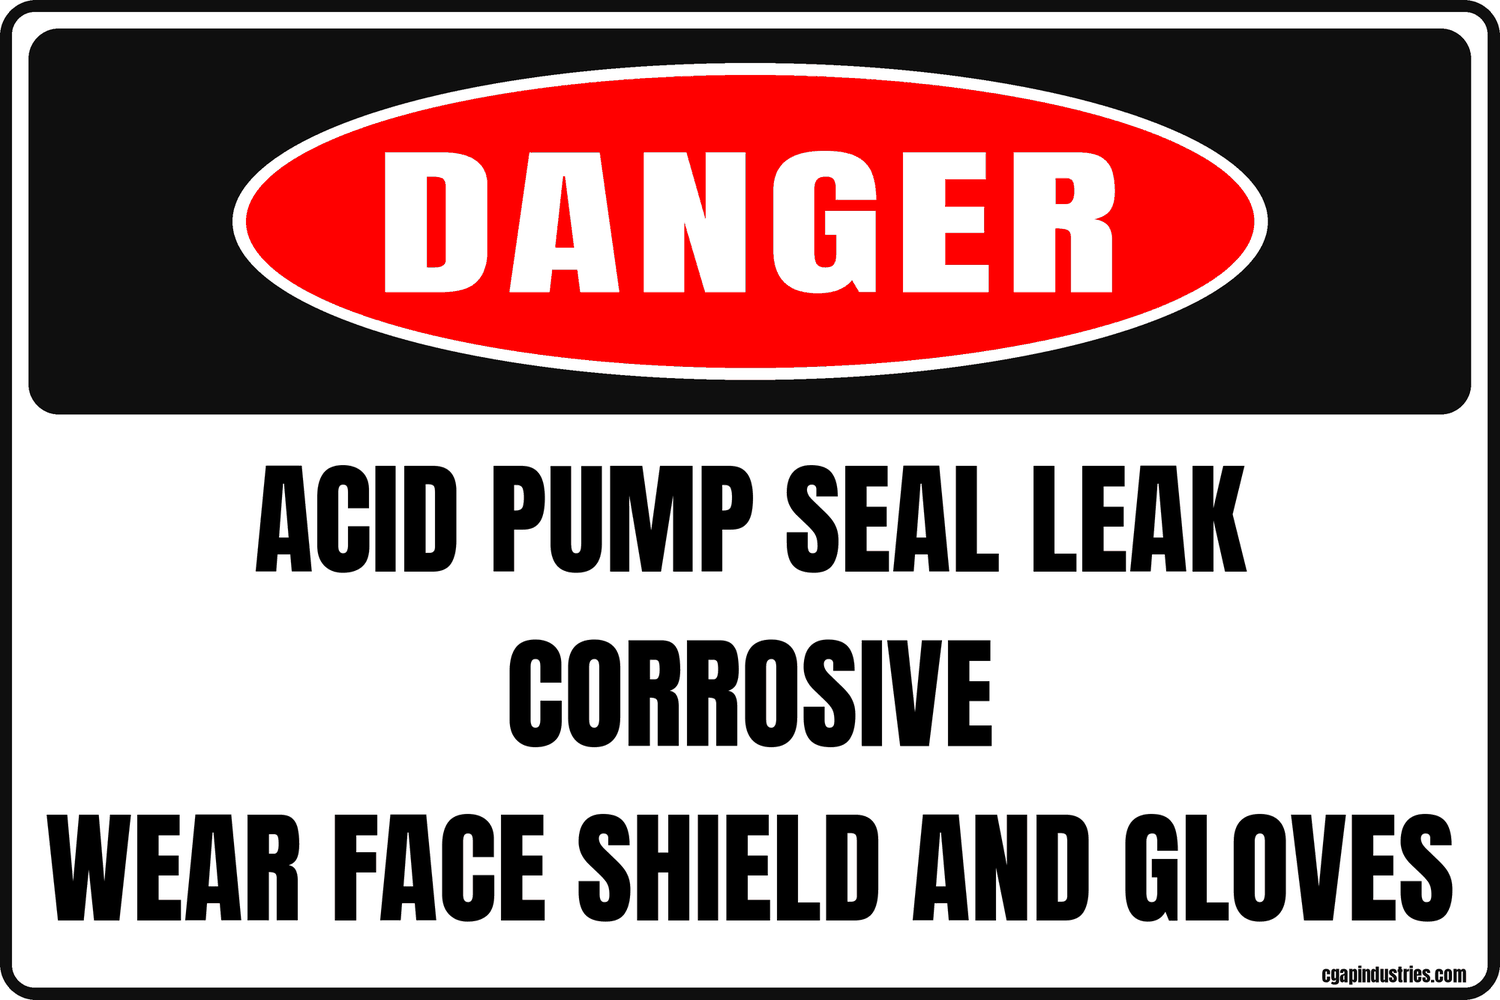 DANGER
ACID PUMP SEAL LEAK
CORROSIVE
WEAR FACE SHIELD AND GLOVES
cgapindustries.com